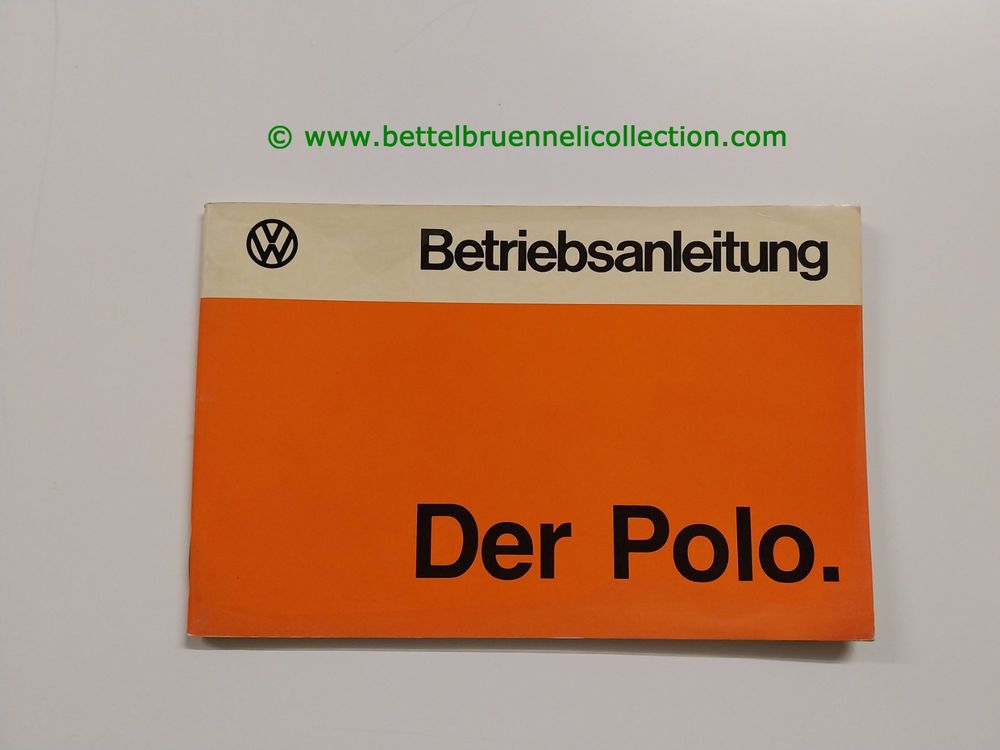 © www.bettelbruennelicollection.com
Betriebsanleitung
Der Polo.